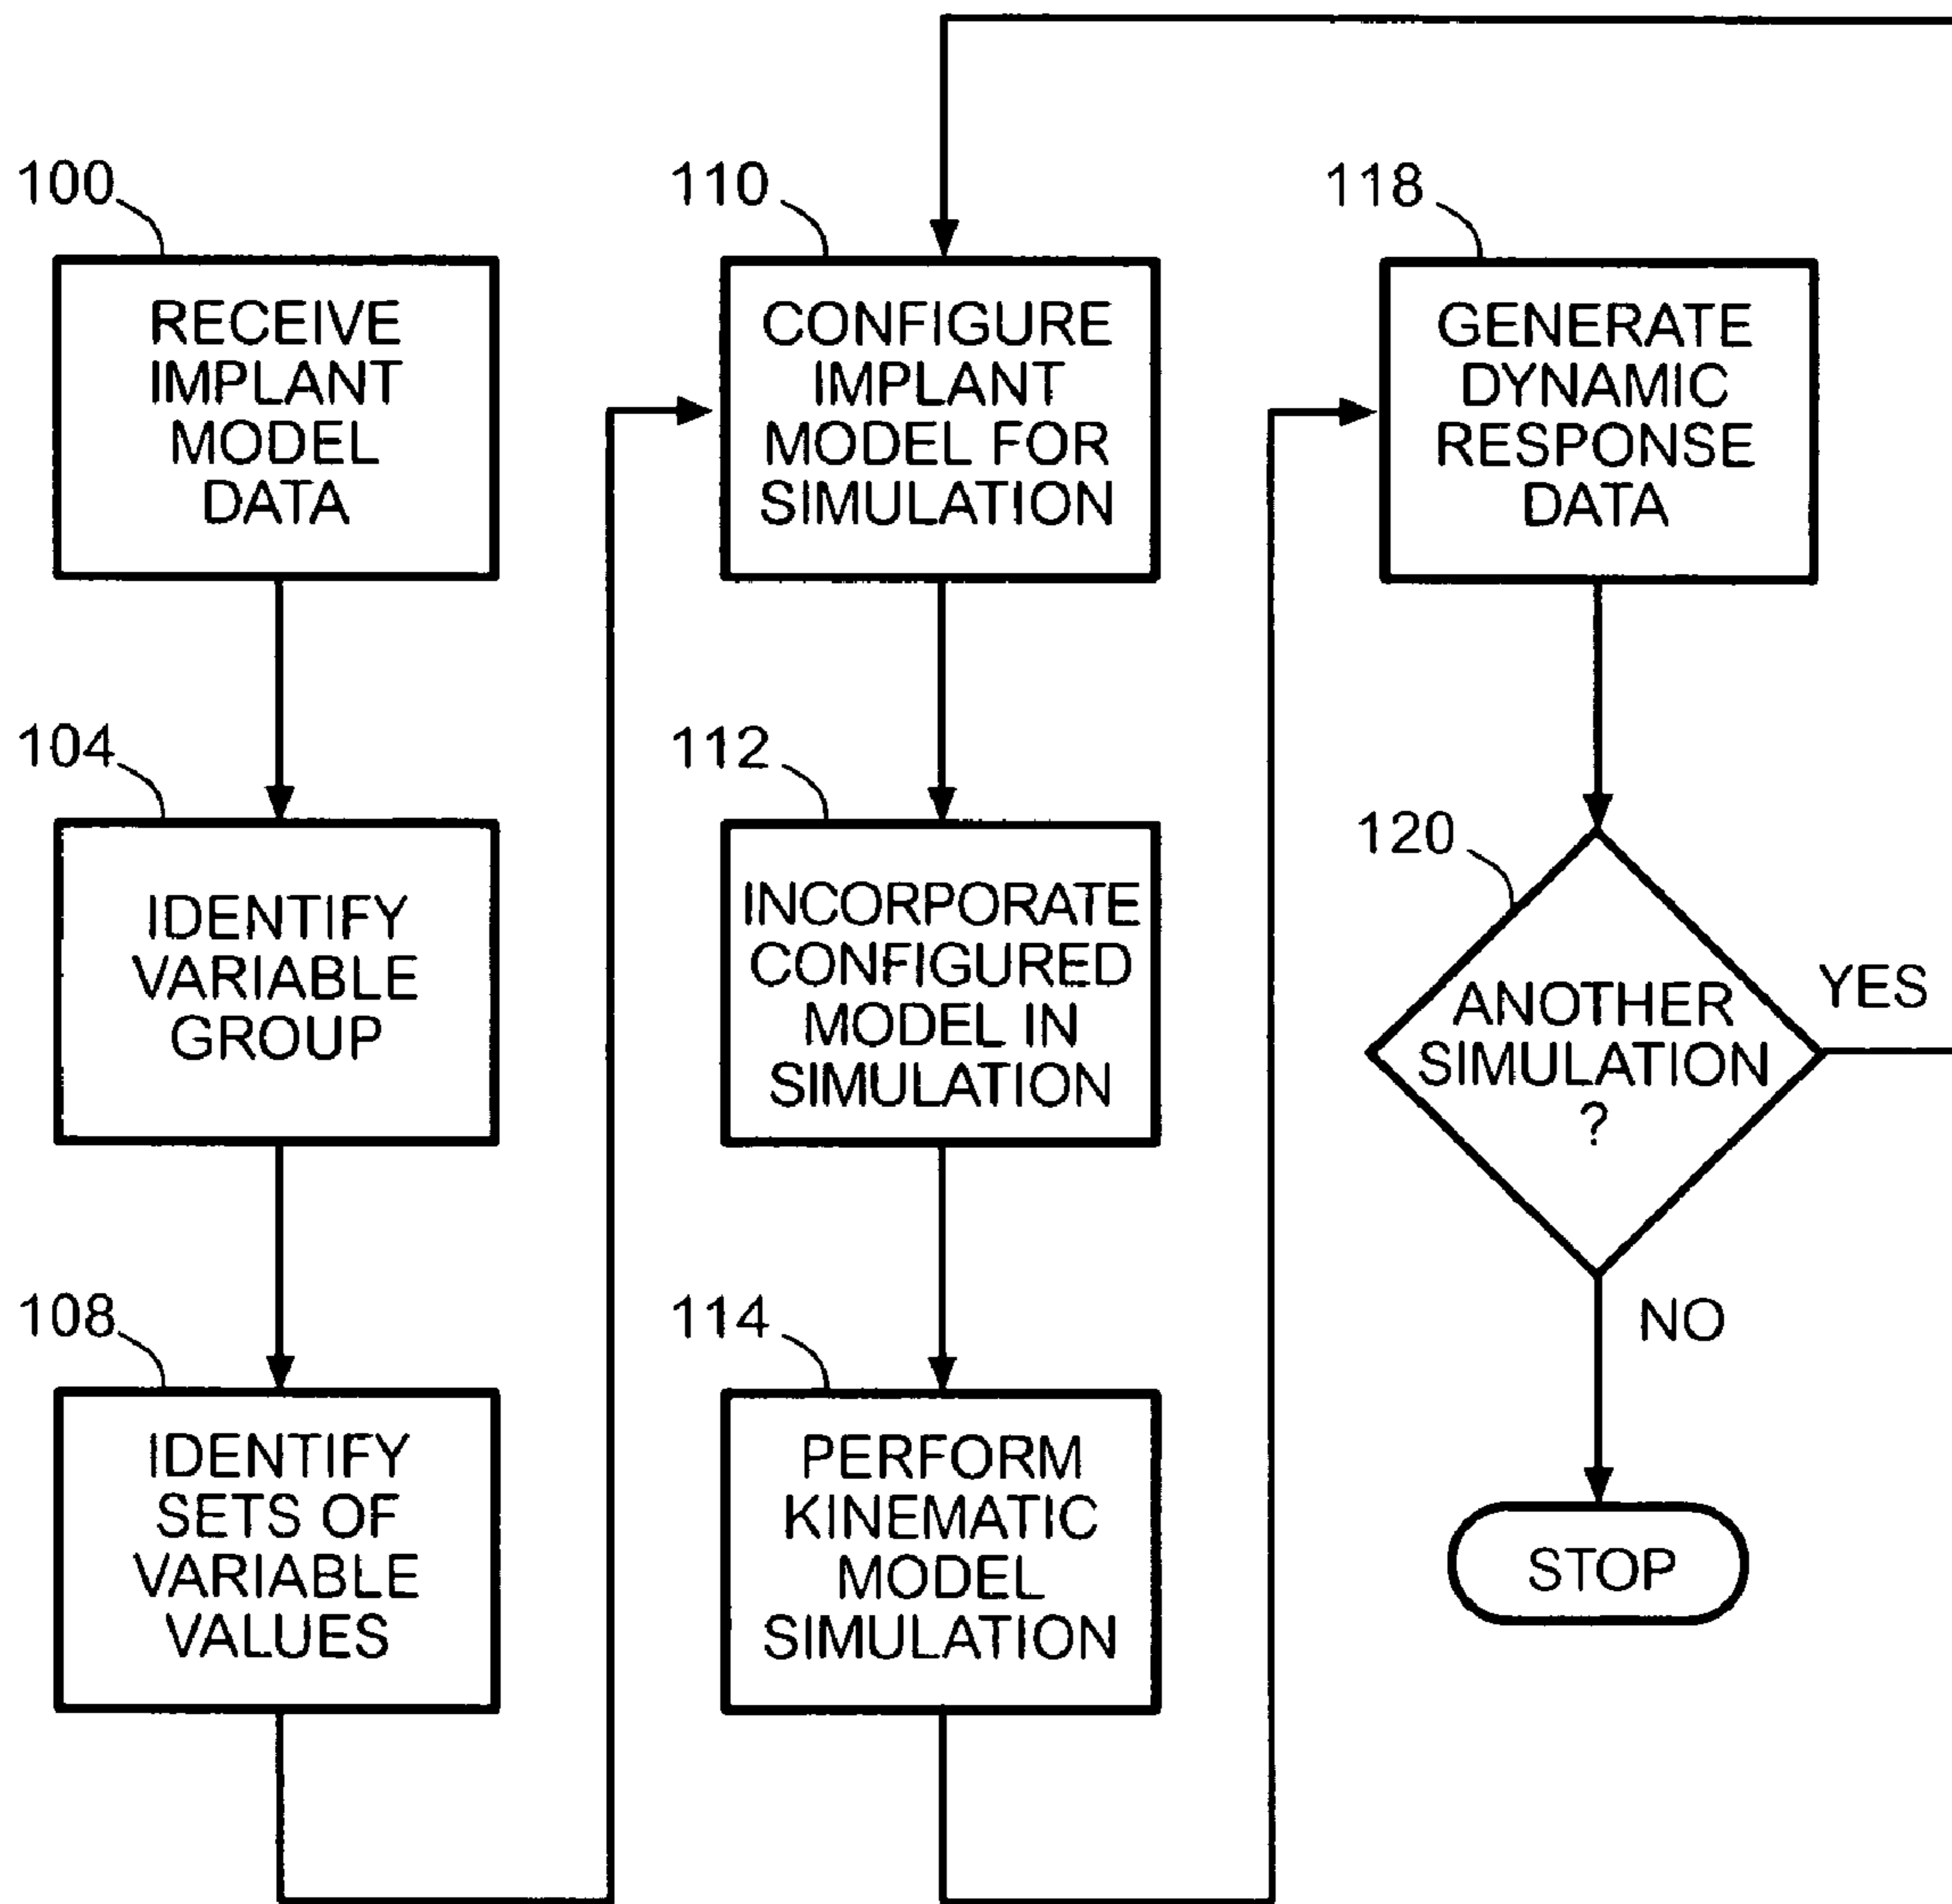 100
RECEIVE
IMPLANT
MODEL
DATA
104
IDENTIFY
VARIABLE
GROUP
108
IDENTIFY
SETS OF
VARIABLE
VALUES
110
CONFIGURE
IMPLANT
MODEL FOR
SIMULATION
112
INCORPORATE
CONFIGURED
MODEL IN
SIMULATION
114
PERFORM
KINEMATIC
MODEL
SIMULATION
118
GENERATE
DYNAMIC
RESPONSE
DATA
120
ANOTHER
SIMULATION
?
YES
NO
STOP